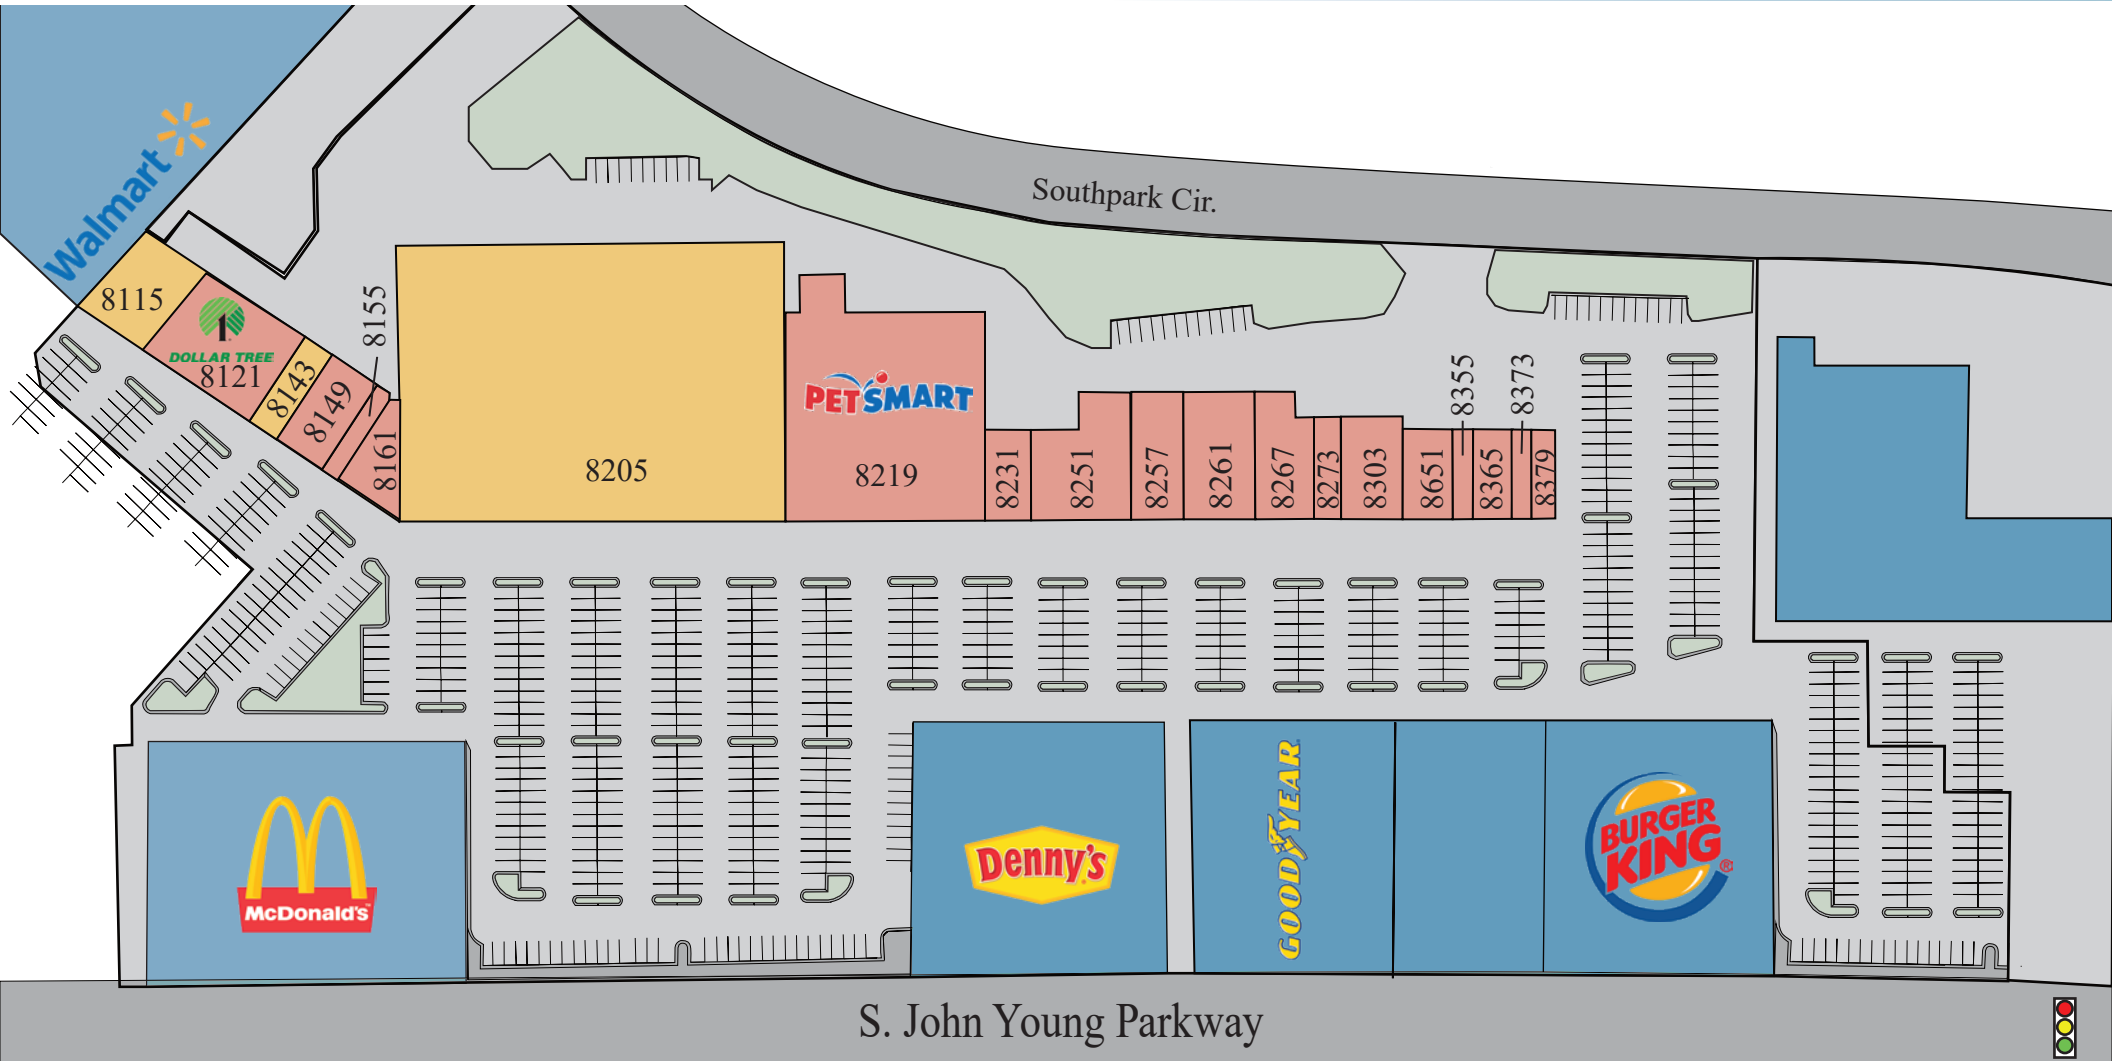 Southpark Cir.
Walmart
8115
DOLLAR TREE
8121
8143
8149
8155
8161
8205
PETSMART
8219
8231
8251
8257
8261
8267
8273
8303
8651
8355
8365
8373
8379
McDonald's
Denny's
GOODYEAR
BURGER
KING®
S. John Young Parkway